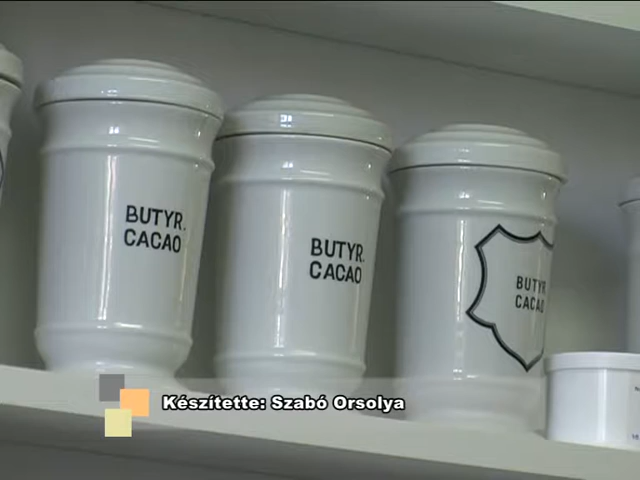 BUTYR.
CACAO
BUTYR.
CACAO
BUTYR
CACAO
Készítette: Szabó Orsolya